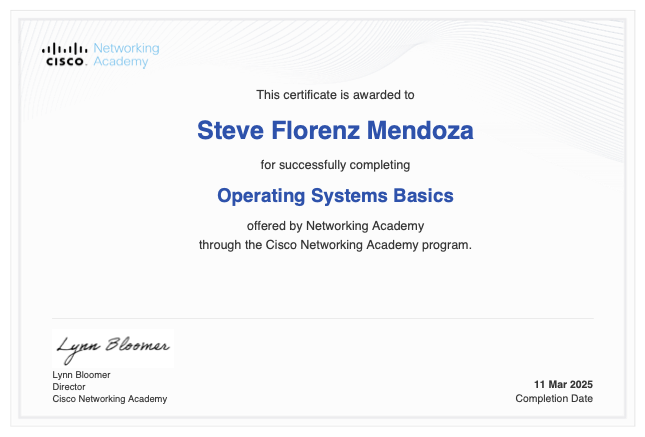 Networking
CISCO. Academy
This certificate is awarded to
Steve Florenz Mendoza
for successfully completing
Operating Systems Basics
offered by Networking Academy
through the Cisco Networking Academy program.
Lynn Bloomer
Lynn Bloomer
Director
Cisco Networking Academy
11 Mar 2025
Completion Date